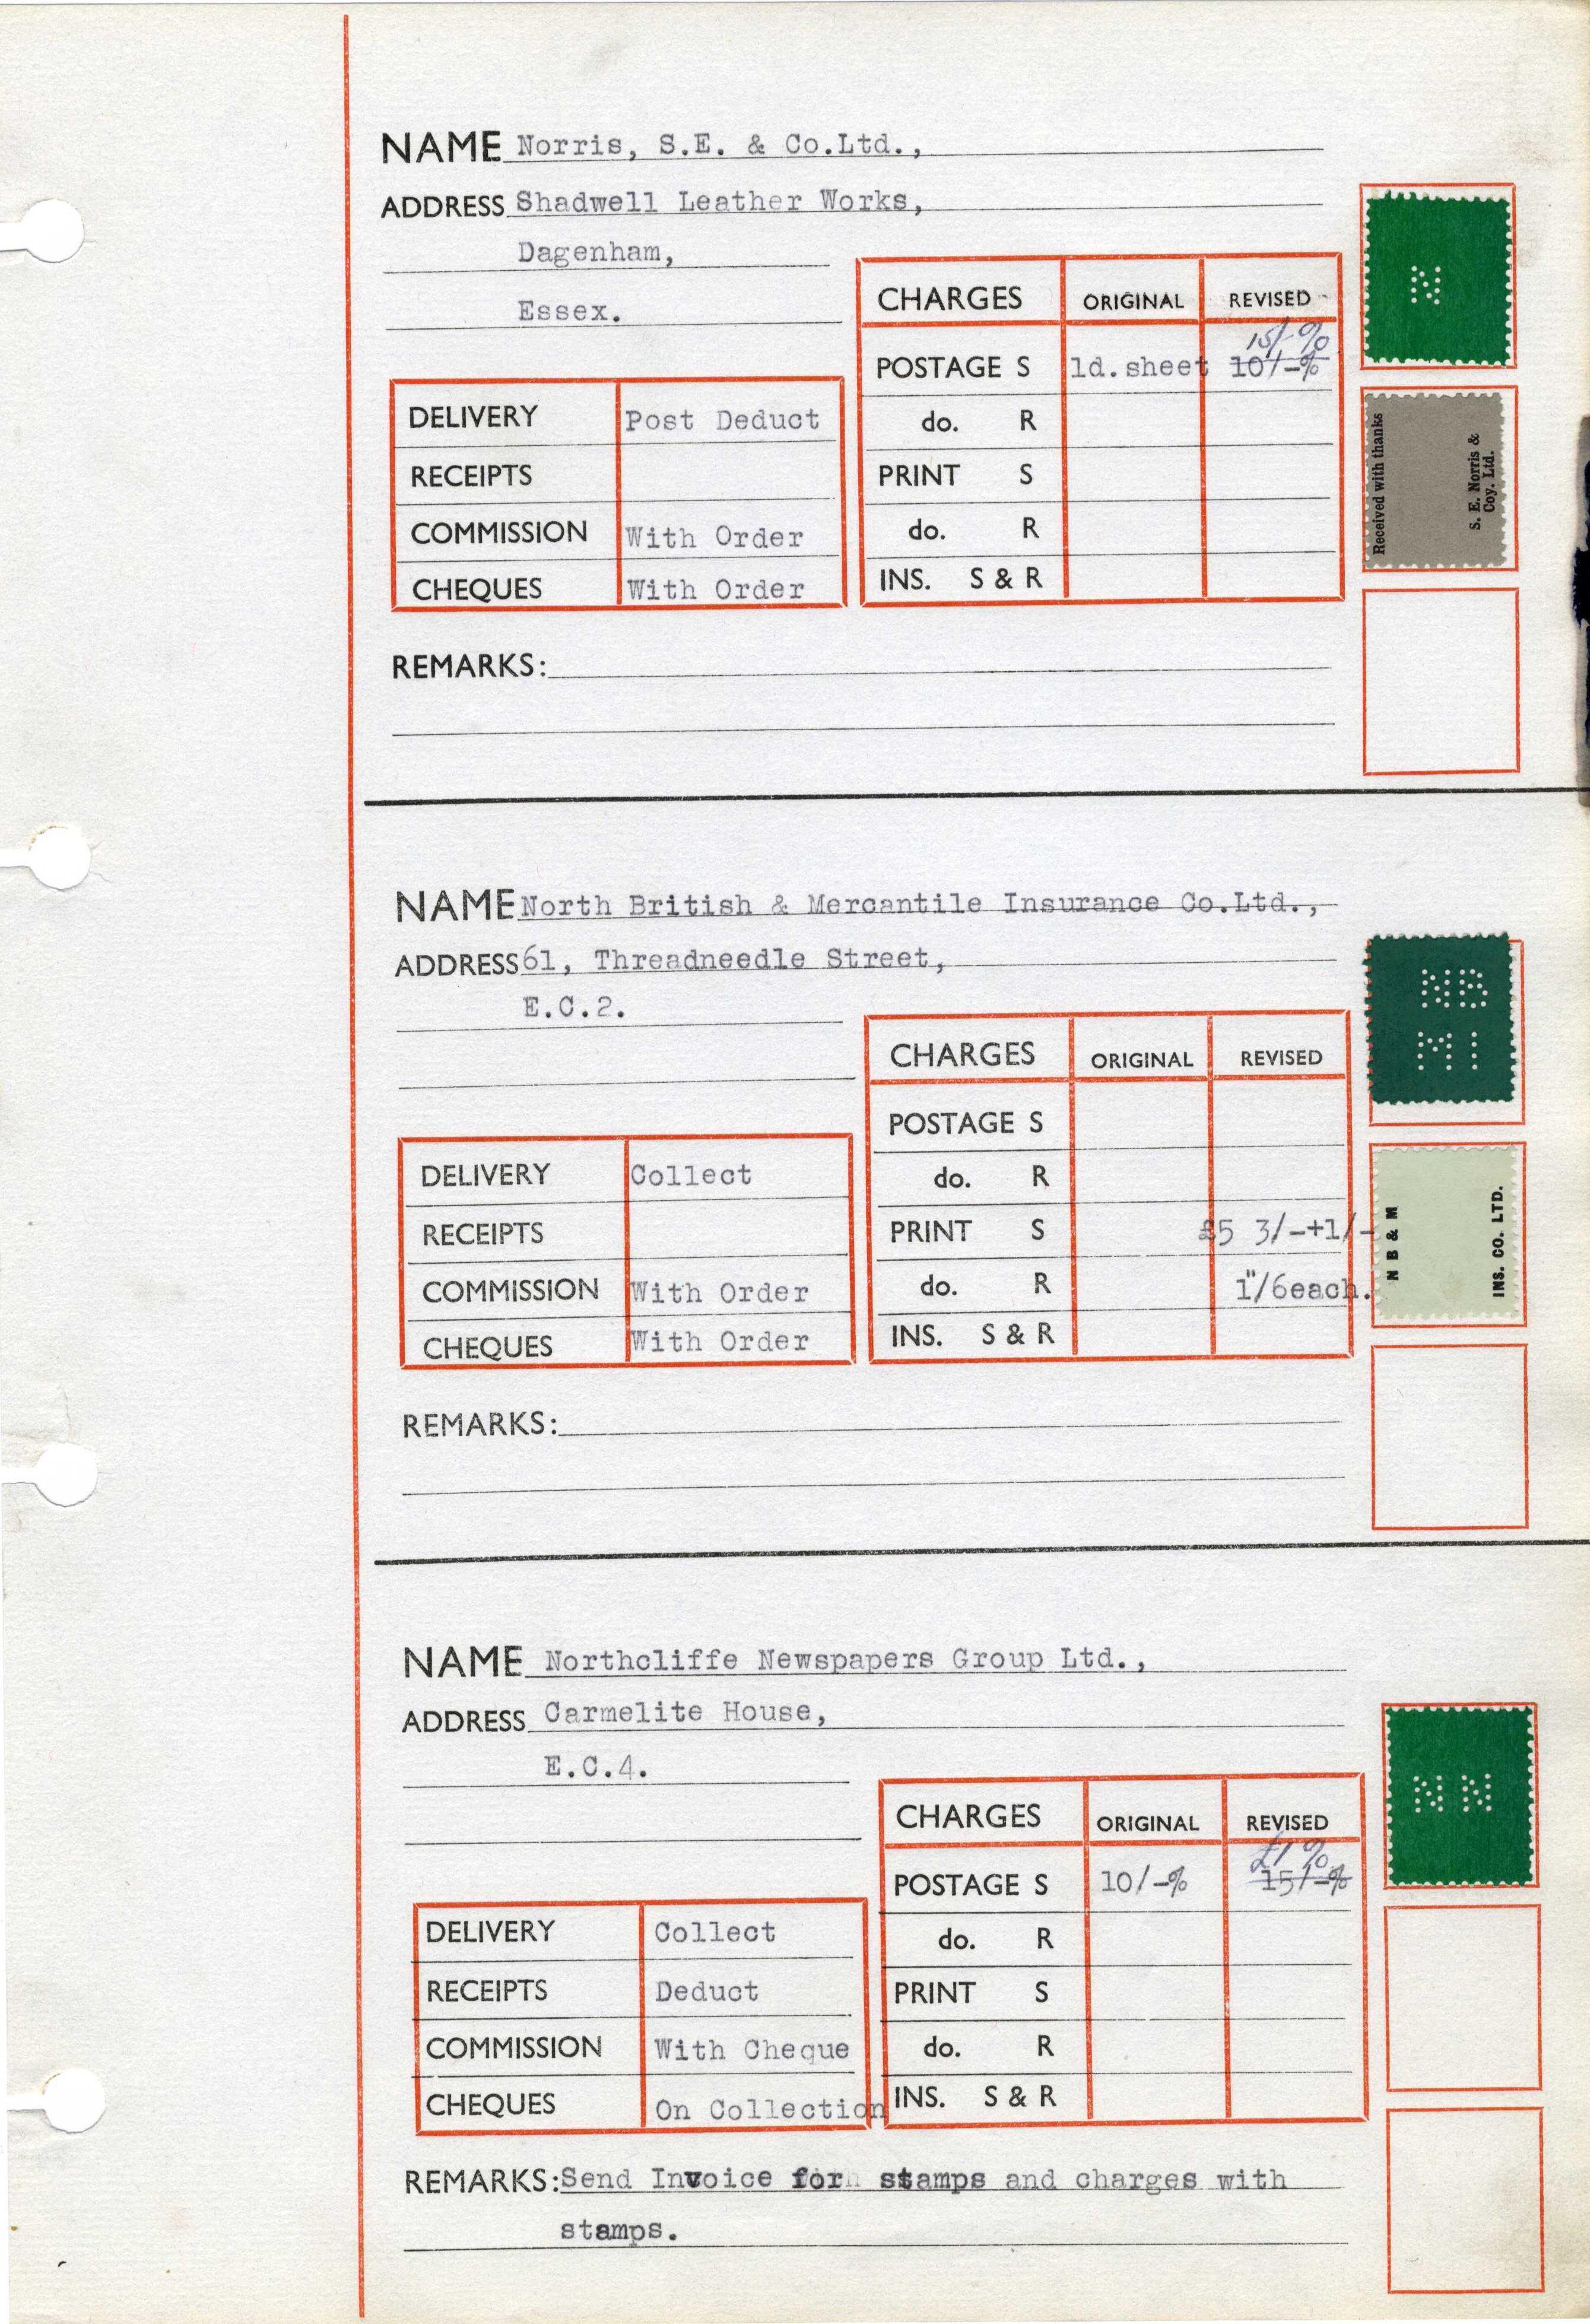 NAME Norris, S.E. & Co.Ltd.,
ADDRESS Shadwell Leather Works,
Dagenham,
Essex.
CHARGES ORIGINAL REVISED
15/-%
POSTAGE S 1d.sheet 10/-%
do. R
PRINT S
do. R
INS. S & R
DELIVERY Post Deduct
RECEIPTS
COMMISSION With Order
CHEQUES With Order
REMARKS:
N
Received with thanks
S. E. Norris &
Coy. Ltd.
NAME North British & Mercantile Insurance Co.Ltd.,
ADDRESS 61, Threadneedle Street,
E.C.2.
CHARGES ORIGINAL REVISED
POSTAGE S
do. R
PRINT S £5 3/-+1/-
do. R 1"/6each.
INS. S & R
DELIVERY Collect
RECEIPTS
COMMISSION With Order
CHEQUES With Order
REMARKS:
NB
MI
N B & M
INS. CO. LTD.
NAME Northcliffe Newspapers Group Ltd.,
ADDRESS Carmelite House,
E.C.4.
CHARGES ORIGINAL REVISED
£1%
POSTAGE S 10/-% 15/-%
do. R
PRINT S
do. R
INS. S & R
DELIVERY Collect
RECEIPTS Deduct
COMMISSION With Cheque
CHEQUES On Collection
REMARKS: Send Invoice for stamps and charges with
stamps.
NN